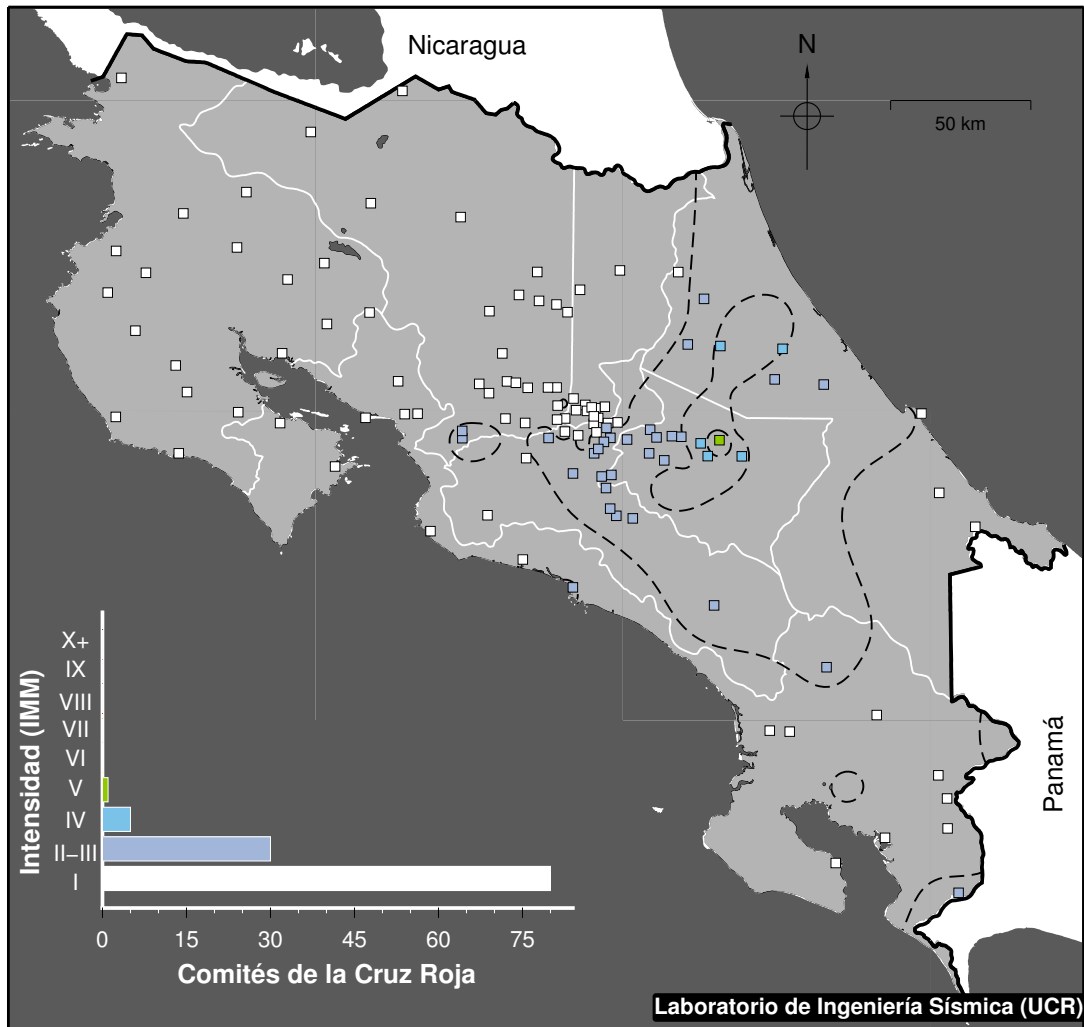 Nicaragua
N
50 km
Panamá
Intensidad (IMM)
X+
IX
VIII
VII
VI
V
IV
II–III
I
0 15 30 45 60 75
Comités de la Cruz Roja
Laboratorio de Ingeniería Sísmica (UCR)